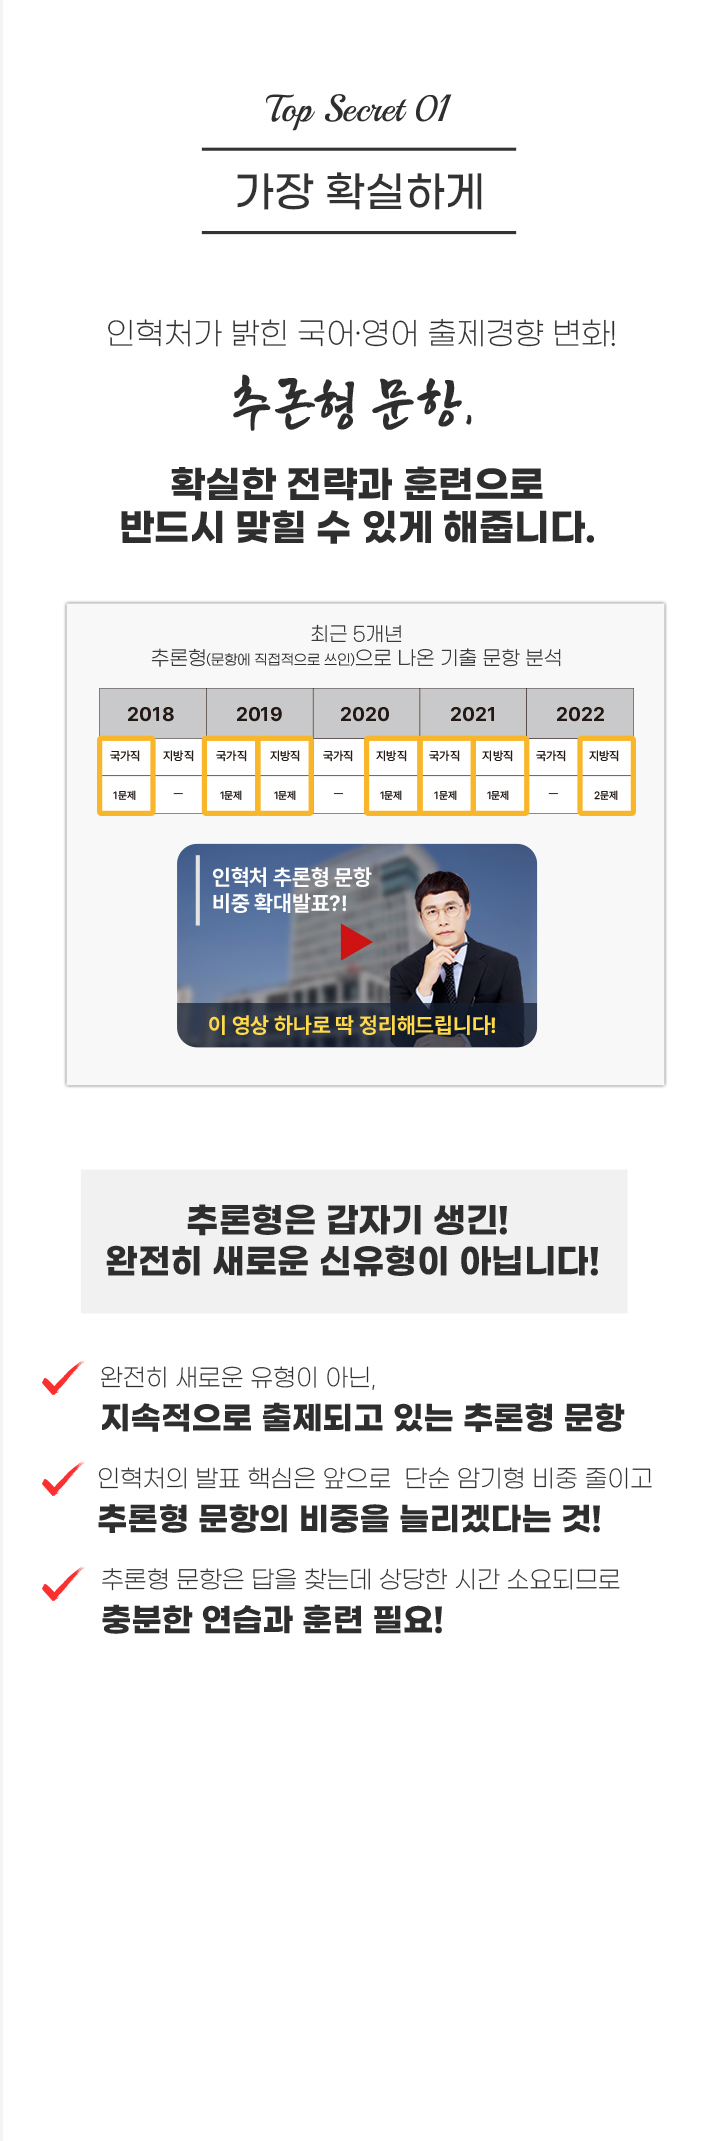 Top Secret 01
가장 확실하게
인혁처가 밝힌 국어·영어 출제경향 변화!
추론형 문항,
확실한 전략과 훈련으로
반드시 맞힐 수 있게 해줍니다.
최근 5개년
추론형(문항에 직접적으로 쓰인)으로 나온 기출 문항 분석
2018 2019 2020 2021 2022
국가직 지방직 국가직 지방직 국가직 지방직 국가직 지방직 국가직 지방직
1문제 — 1문제 1문제 — 1문제 1문제 1문제 — 2문제
인혁처 추론형 문항
비중 확대발표?!
이 영상 하나로 딱 정리해드립니다!
추론형은 갑자기 생긴!
완전히 새로운 신유형이 아닙니다!
완전히 새로운 유형이 아닌,
지속적으로 출제되고 있는 추론형 문항
인혁처의 발표 핵심은 앞으로 단순 암기형 비중 줄이고
추론형 문항의 비중을 늘리겠다는 것!
추론형 문항은 답을 찾는데 상당한 시간 소요되므로
충분한 연습과 훈련 필요!